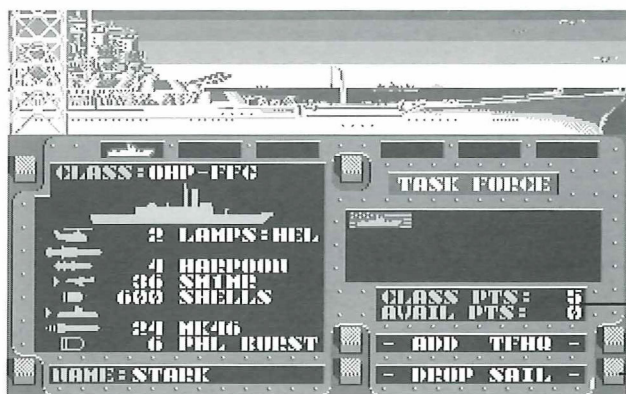 CLASS:OHP-FFG
2 LAMPS:HEL
4 HARPOON
36 SM1MR
600 SHELLS
24 MK46
6 PHL BURST
NAME:STARK
TASK FORCE
CLASS PTS: 5
AVAIL PTS: 0
- ADD TFHQ -
- DROP SAIL -